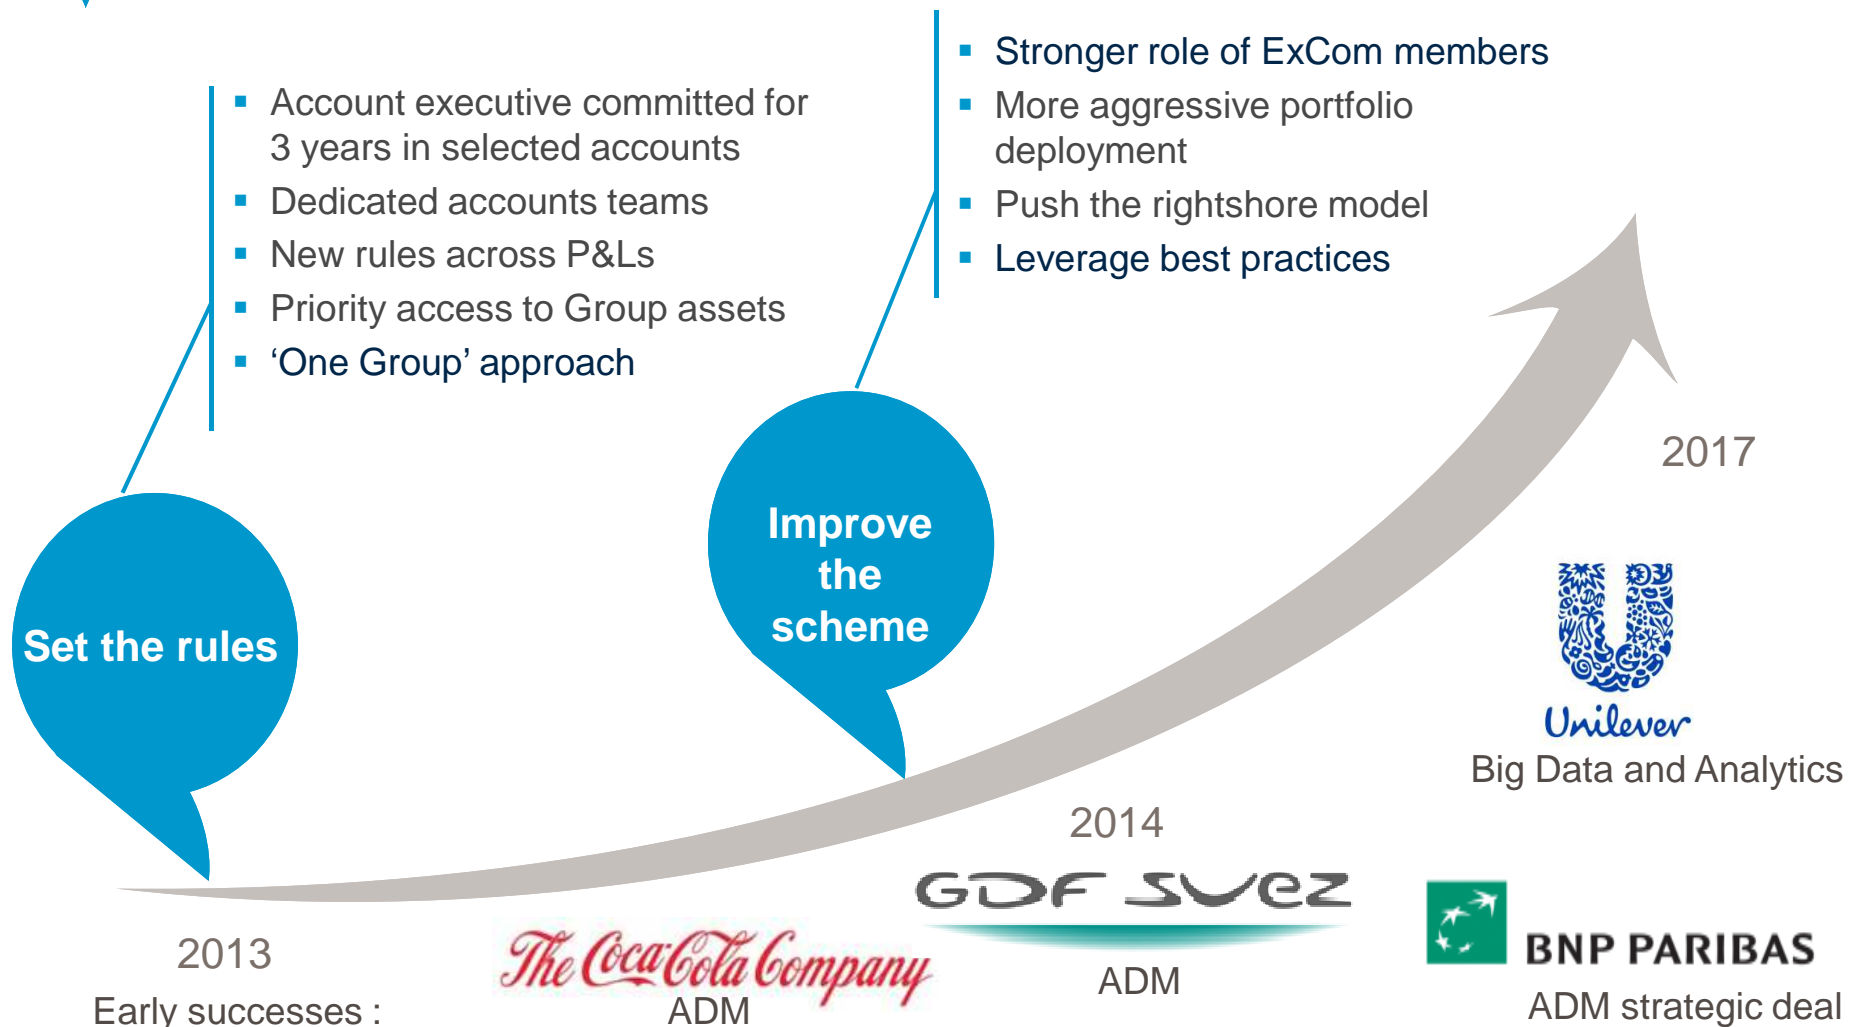 Account executive committed for
3 years in selected accounts
Dedicated accounts teams
New rules across P&Ls
Priority access to Group assets
‘One Group’ approach
Stronger role of ExCom members
More aggressive portfolio
deployment
Push the rightshore model
Leverage best practices
Set the rules
Improve
the
scheme
2017
Unilever
Big Data and Analytics
2014
GDF SUEZ
ADM
BNP PARIBAS
ADM strategic deal
2013
Early successes :
The Coca-Cola Company
ADM